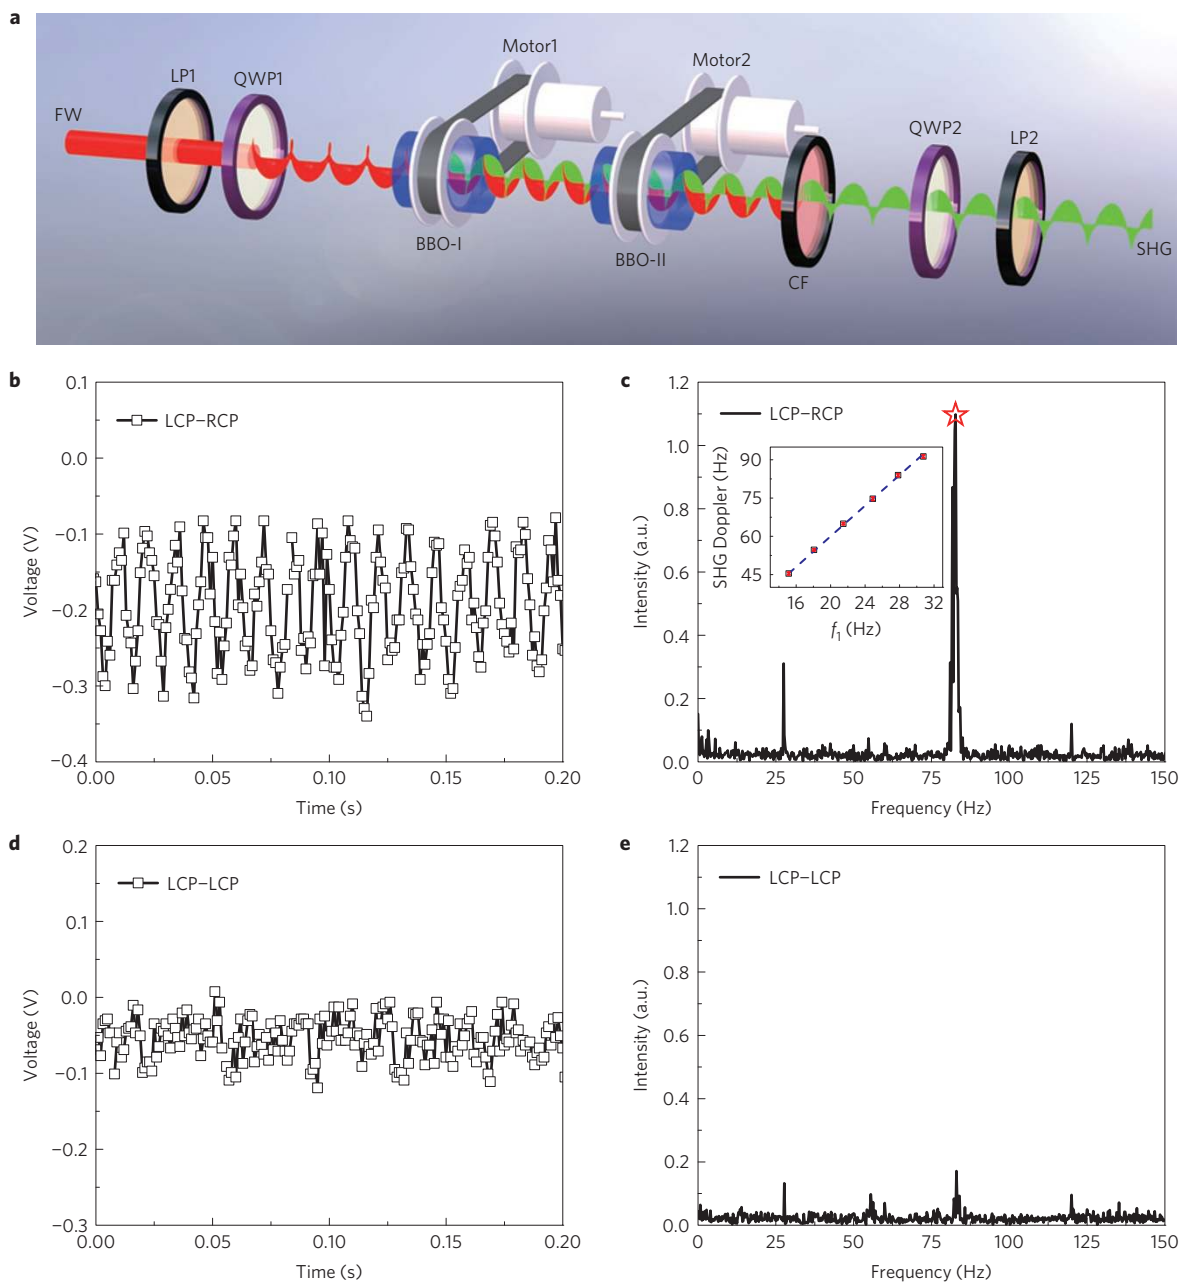 a
FW
LP1
QWP1
Motor1
Motor2
QWP2
LP2
BBO-I
BBO-II
CF
SHG
b
0.1
0.0
−0.1
−0.2
−0.3
−0.4
Voltage (V)
LCP–RCP
0.00
0.05
0.10
0.15
0.20
Time (s)
c
1.2
1.0
0.8
0.6
0.4
0.2
0.0
Intensity (a.u.)
LCP–RCP
SHG Doppler (Hz)
90
75
60
45
16
20
24
28
32
f1 (Hz)
0
25
50
75
100
125
150
Frequency (Hz)
d
0.2
0.1
0.0
−0.1
−0.2
−0.3
Voltage (V)
LCP–LCP
0.00
0.05
0.10
0.15
0.20
Time (s)
e
1.2
1.0
0.8
0.6
0.4
0.2
0.0
Intensity (a.u.)
LCP–LCP
0
25
50
75
100
125
150
Frequency (Hz)